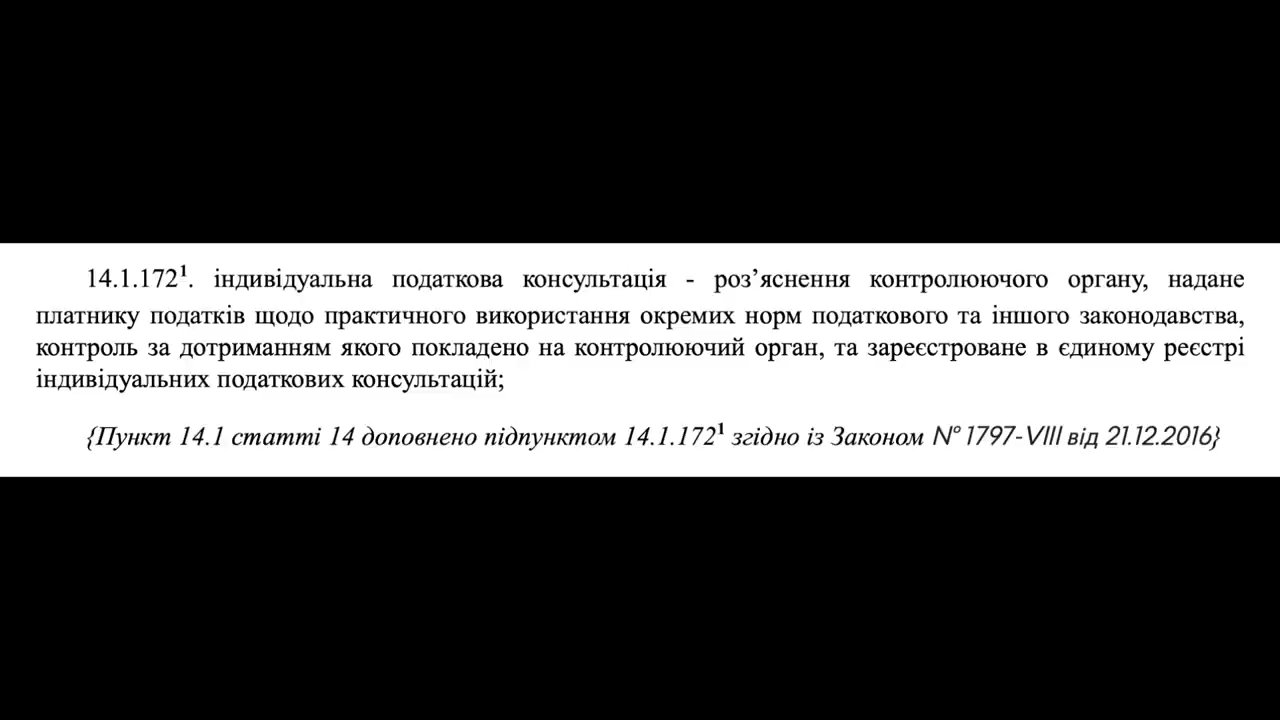 14.1.172¹. індивідуальна податкова консультація - роз’яснення контролюючого органу, надане
платнику податків щодо практичного використання окремих норм податкового та іншого законодавства,
контроль за дотриманням якого покладено на контролюючий орган, та зареєстроване в єдиному реєстрі
індивідуальних податкових консультацій;
{Пункт 14.1 статті 14 доповнено підпунктом 14.1.172¹ згідно із Законом № 1797-VIII від 21.12.2016}